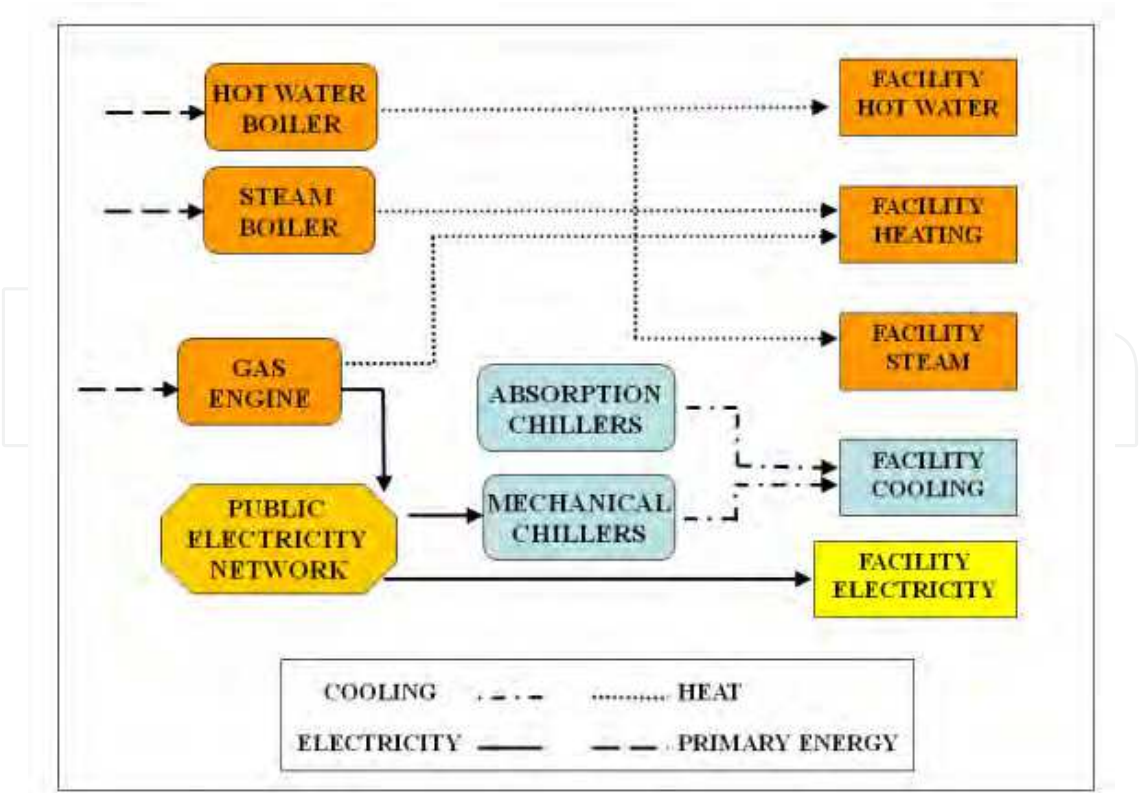 HOT WATER
BOILER
FACILITY
HOT WATER
STEAM
BOILER
FACILITY
HEATING
GAS
ENGINE
FACILITY
STEAM
ABSORPTION
CHILLERS
FACILITY
COOLING
PUBLIC
ELECTRICITY
NETWORK
MECHANICAL
CHILLERS
FACILITY
ELECTRICITY
COOLING
HEAT
ELECTRICITY
PRIMARY ENERGY